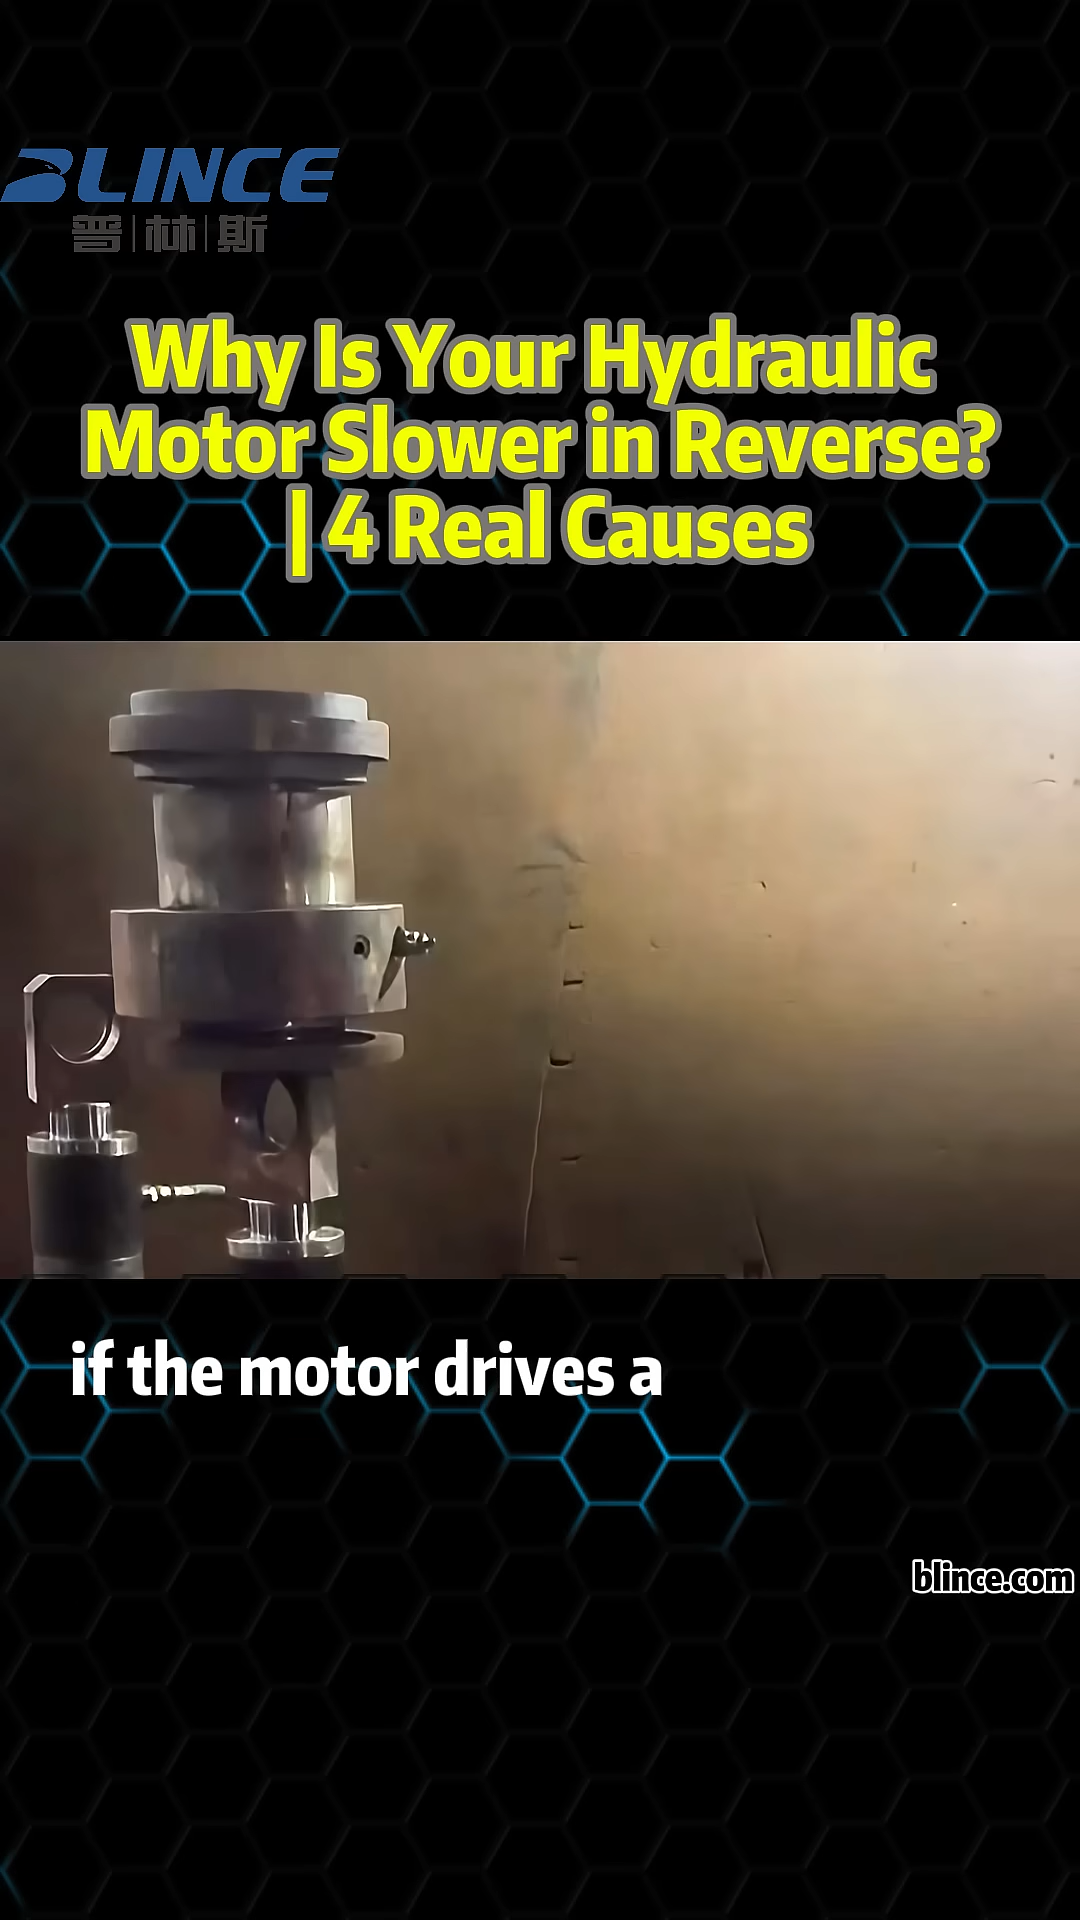 BLINCE
普|林|斯
Why Is Your Hydraulic
Motor Slower in Reverse?
| 4 Real Causes
if the motor drives a
blince.com